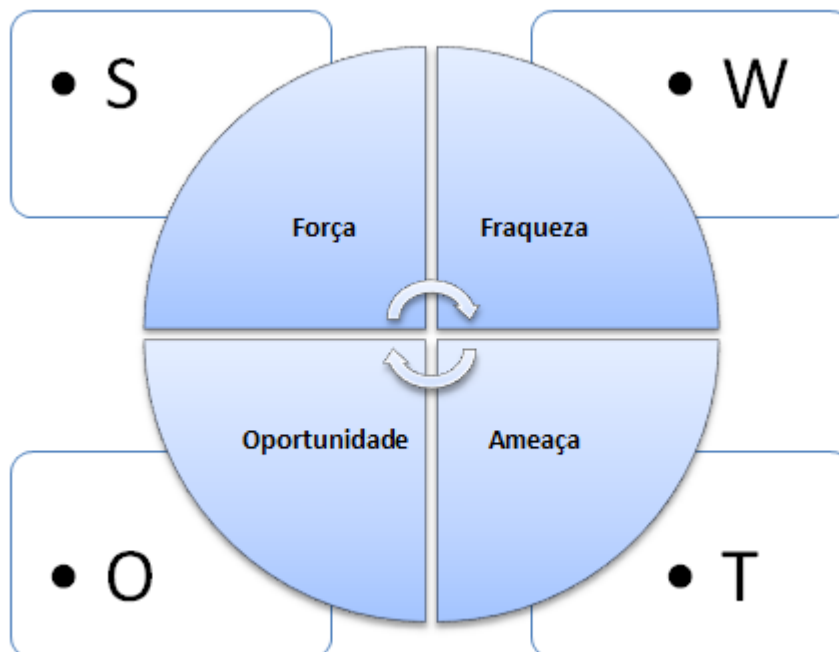 • S
• W
Força
Fraqueza
Oportunidade
Ameaça
• O
• T